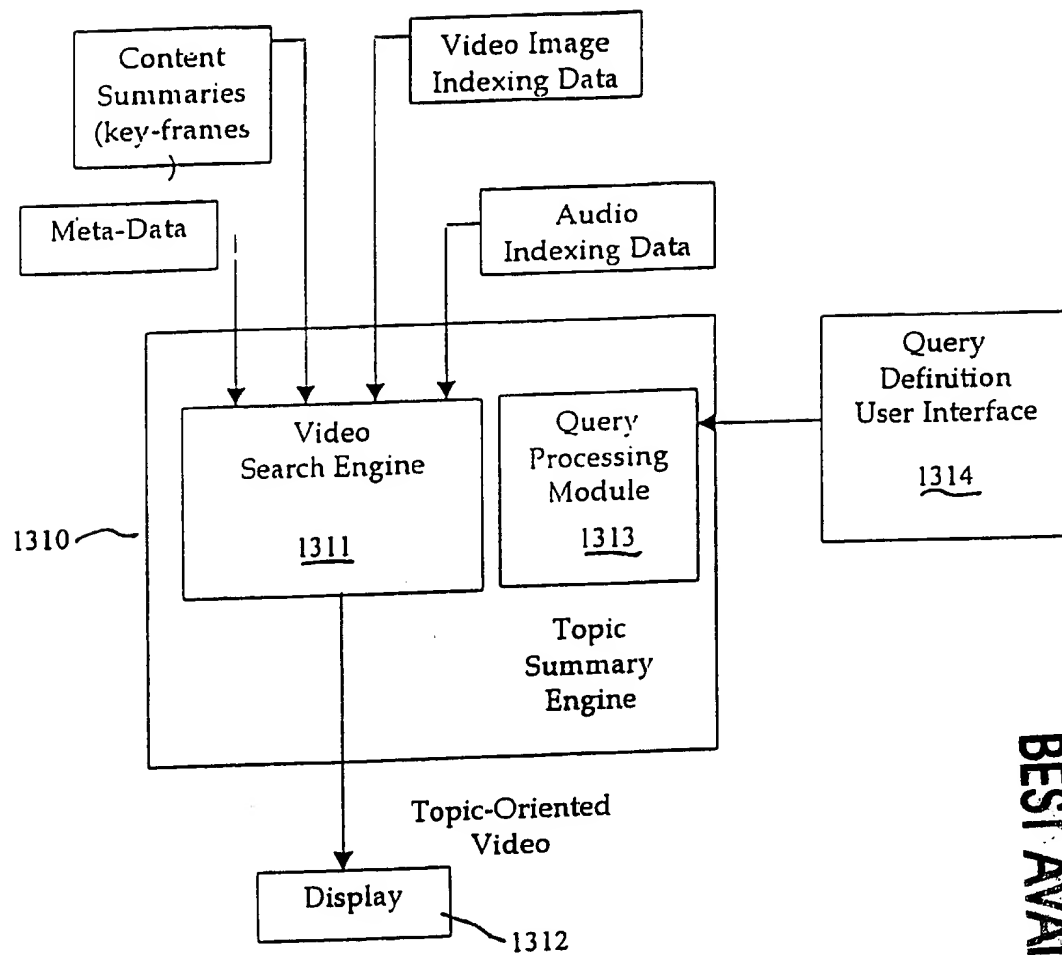 Content
Summaries
(key-frames
)
Video Image
Indexing Data
Meta-Data
Audio
Indexing Data
Video
Search Engine
1311
Query
Processing
Module
1313
Query
Definition
User Interface
1314
1310
Topic
Summary
Engine
Topic-Oriented
Video
Display
1312
BEST AVAI